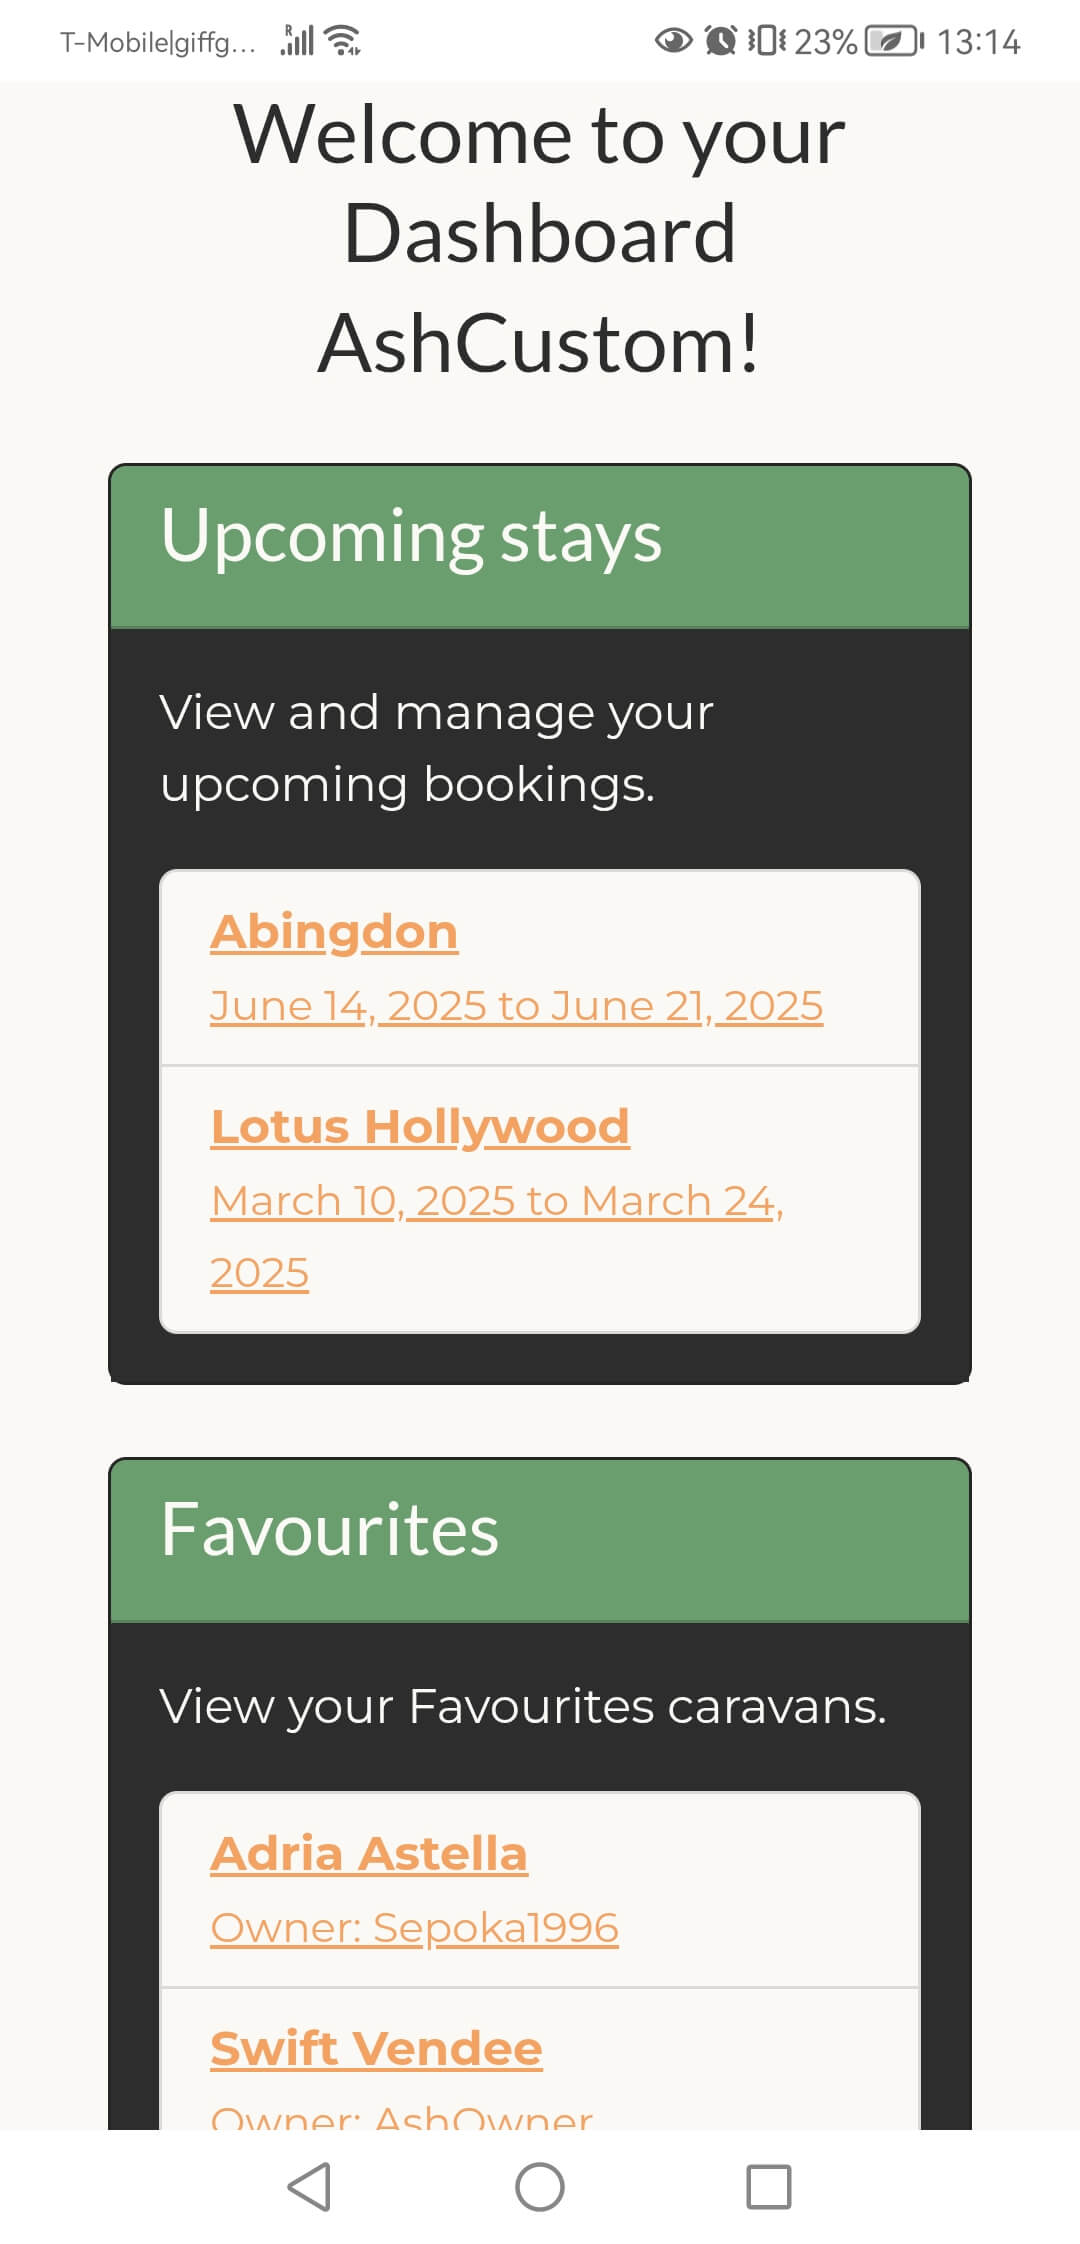 T-Mobile|giffg...
23%
13:14
Welcome to your
Dashboard
AshCustom!
Upcoming stays
View and manage your
upcoming bookings.
Abingdon
June 14, 2025 to June 21, 2025
Lotus Hollywood
March 10, 2025 to March 24,
2025
Favourites
View your Favourites caravans.
Adria Astella
Owner: Sepoka1996
Swift Vendee
Owner: AshOwner